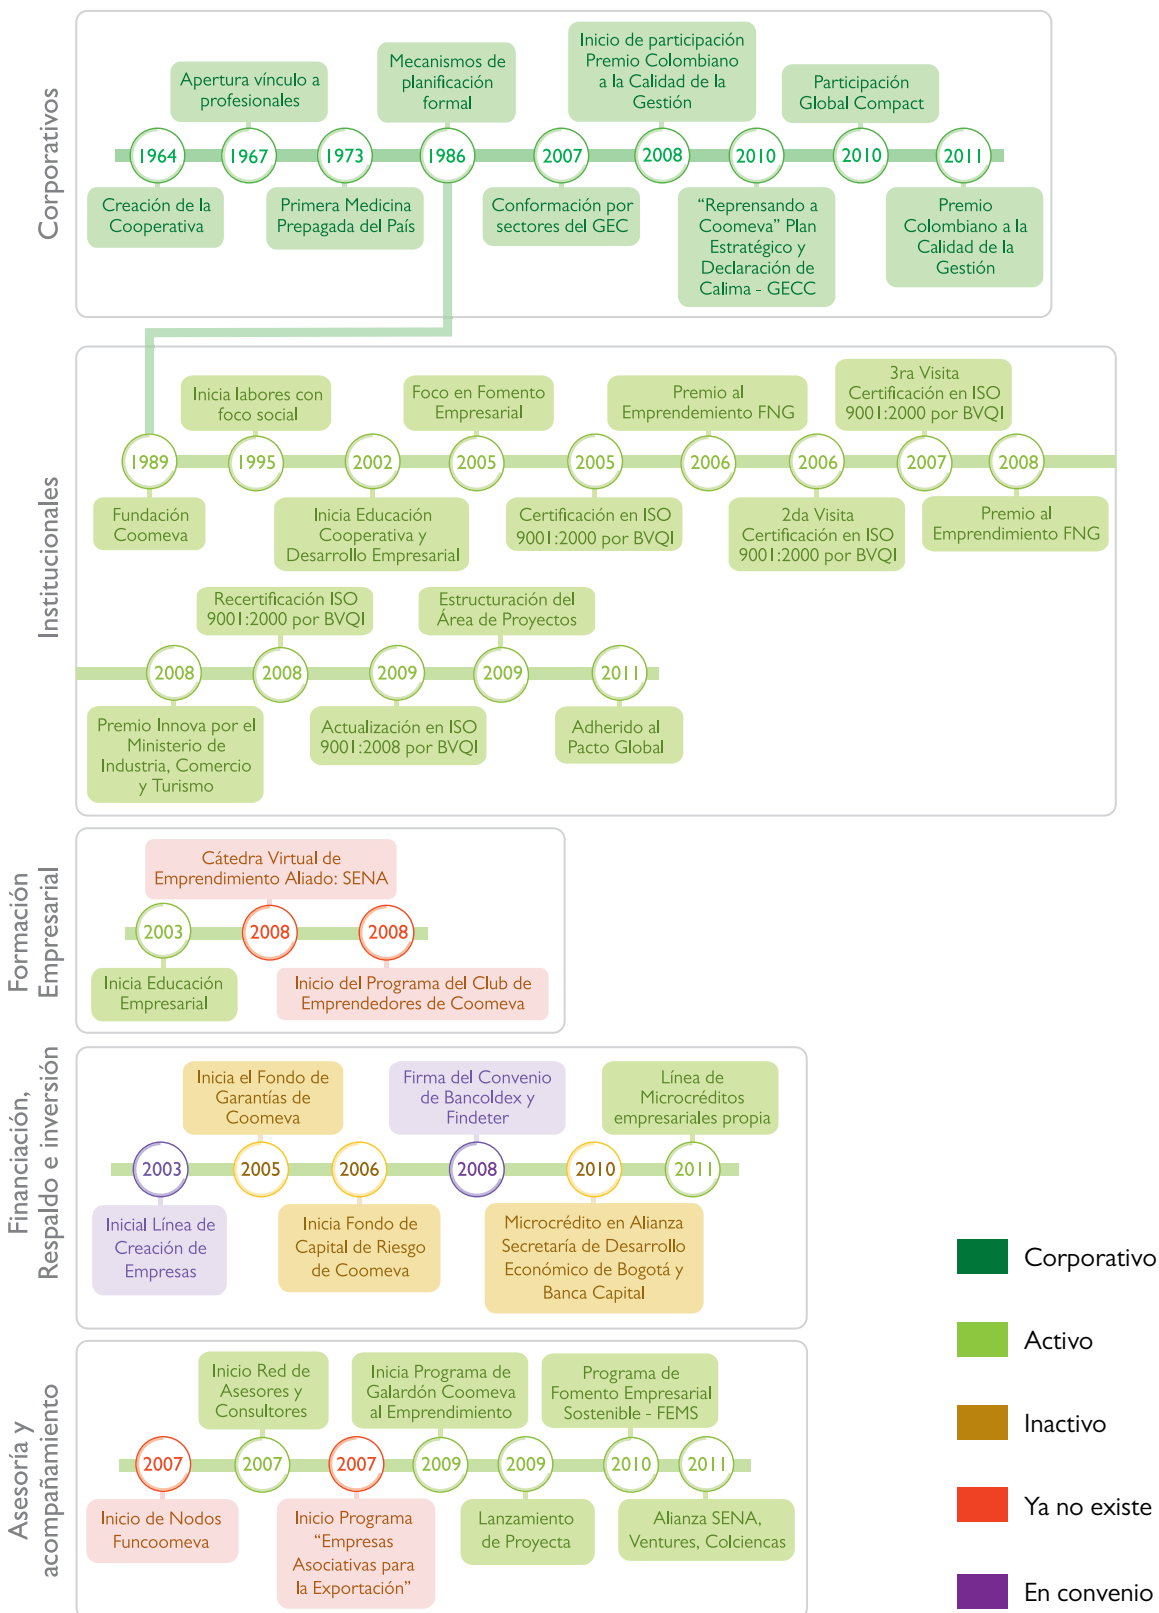 Corporativos
Apertura vínculo a
profesionales
Mecanismos de
planificación
formal
Inicio de participación
Premio Colombiano
a la Calidad de la
Gestión
Participación
Global Compact
1964
1967
1973
1986
2007
2008
2010
2010
2011
Creación de la
Cooperativa
Primera Medicina
Prepagada del País
Conformación por
sectores del GEC
“Reprensando a
Coomeva” Plan
Estratégico y
Declaración de
Calima - GECC
Premio
Colombiano a la
Calidad de la
Gestión
Institucionales
Inicia labores con
foco social
Foco en Fomento
Empresarial
Premio al
Emprendemiento FNG
3ra Visita
Certificación en ISO
9001:2000 por BVQI
1989
1995
2002
2005
2005
2006
2006
2007
2008
Fundación
Coomeva
Inicia Educación
Cooperativa y
Desarrollo Empresarial
Certificación en ISO
9001:2000 por BVQI
2da Visita
Certificación en ISO
9001:2000 por BVQI
Premio al
Emprendimiento FNG
Recertificación ISO
9001:2000 por BVQI
Estructuración del
Área de Proyectos
2008
2008
2009
2009
2011
Premio Innova por el
Ministerio de
Industria, Comercio
y Turismo
Actualización en ISO
9001:2008 por BVQI
Adherido al
Pacto Global
Formación
Empresarial
Cátedra Virtual de
Emprendimiento Aliado: SENA
2003
2008
2008
Inicia Educación
Empresarial
Inicio del Programa del Club de
Emprendedores de Coomeva
Financiación,
Respaldo e inversión
Inicia el Fondo de
Garantías de
Coomeva
Firma del Convenio
de Bancoldex y
Findeter
Línea de
Microcréditos
empresariales propia
2003
2005
2006
2008
2010
2011
Inicial Línea de
Creación de
Empresas
Inicia Fondo de
Capital de Riesgo
de Coomeva
Microcrédito en Alianza
Secretaría de Desarrollo
Económico de Bogotá y
Banca Capital
Asesoría y
acompañamiento
Inicio Red de
Asesores y
Consultores
Inicia Programa de
Galardón Coomeva
al Emprendimiento
Programa de
Fomento Empresarial
Sostenible - FEMS
2007
2007
2007
2009
2009
2010
2011
Inicio de Nodos
Funcoomeva
Inicio Programa
“Empresas
Asociativas para
la Exportación”
Lanzamiento
de Proyecta
Alianza SENA,
Ventures, Colciencas
Corporativo
Activo
Inactivo
Ya no existe
En convenio